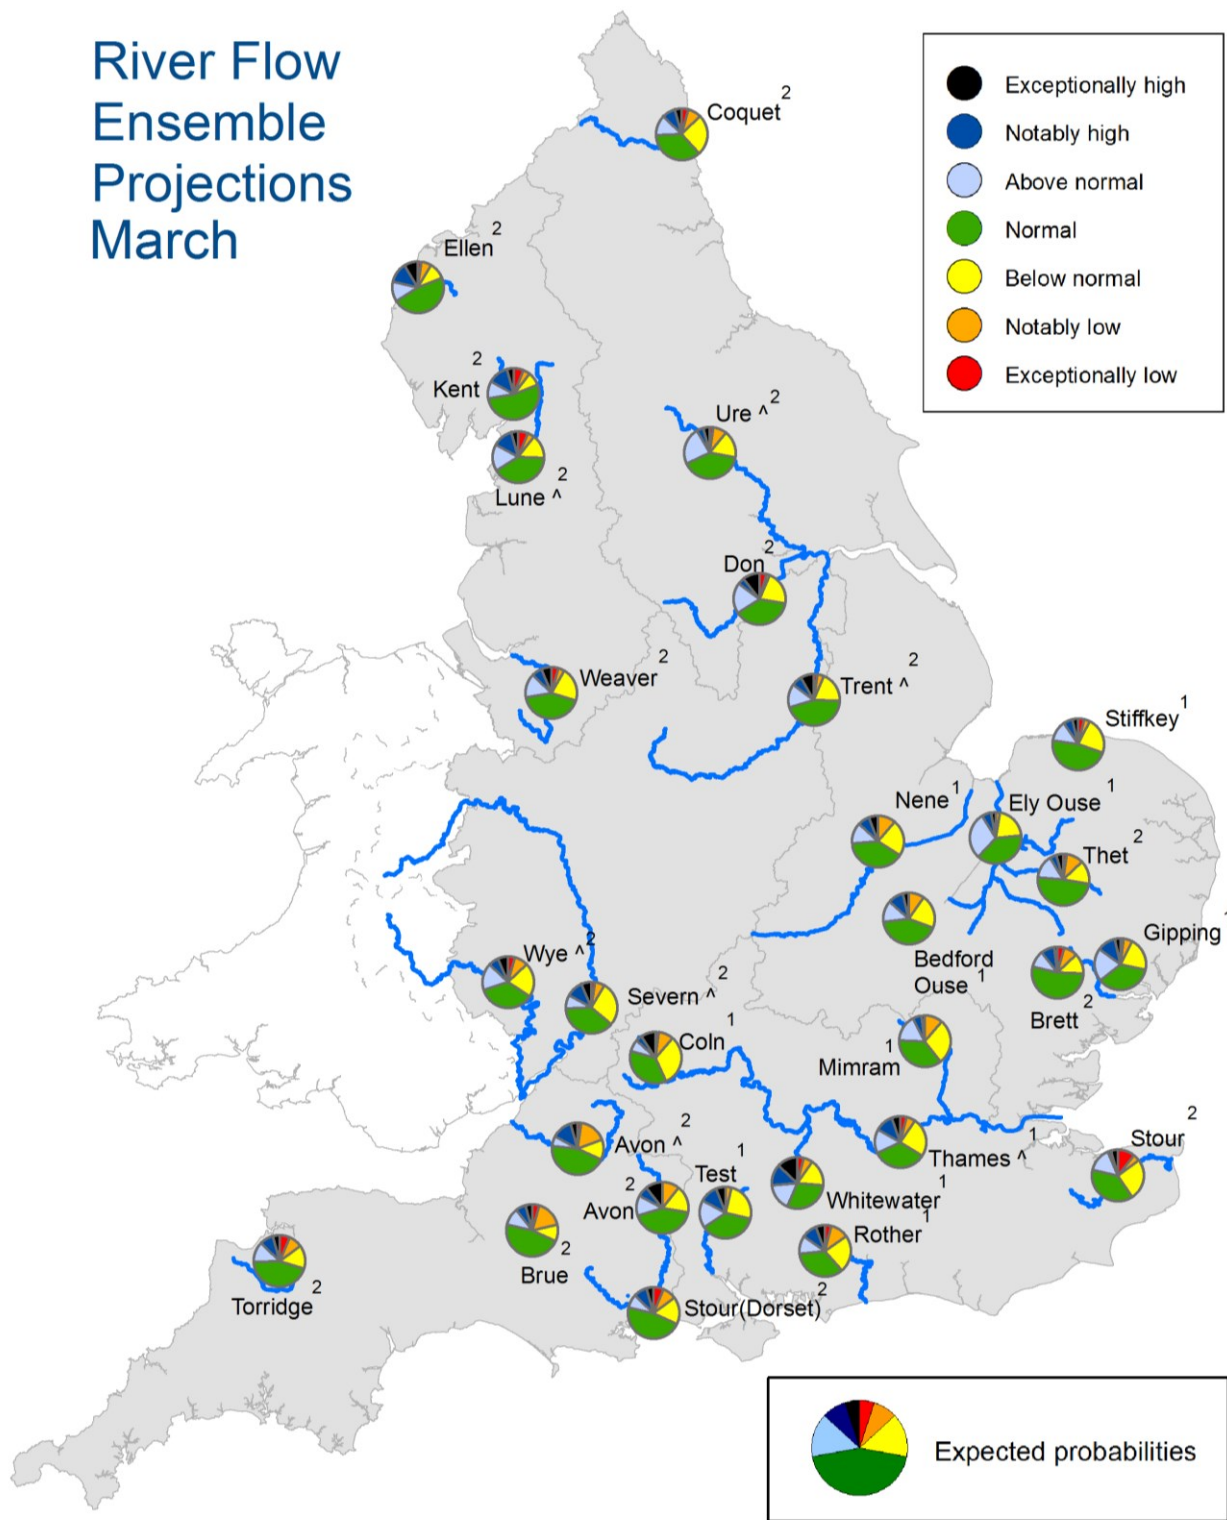 River Flow
Ensemble
Projections
March
Exceptionally high
Notably high
Above normal
Normal
Below normal
Notably low
Exceptionally low
Coquet 2
Ellen 2
Kent 2
Lune ^ 2
Ure ^ 2
Don 2
Weaver 2
Trent ^ 2
Stiffkey 1
Nene 1
Ely Ouse 1
Thet 2
Gipping 1
Bedford
Ouse 1
Brett 2
Wye ^ 2
Severn ^ 2
Coln 1
Mimram 1
Avon ^ 2
Test 1
Thames ^ 1
Stour 2
Whitewater 1
Avon 2
Rother 1
Brue 2
Torridge 2
Stour(Dorset) 2
Expected probabilities